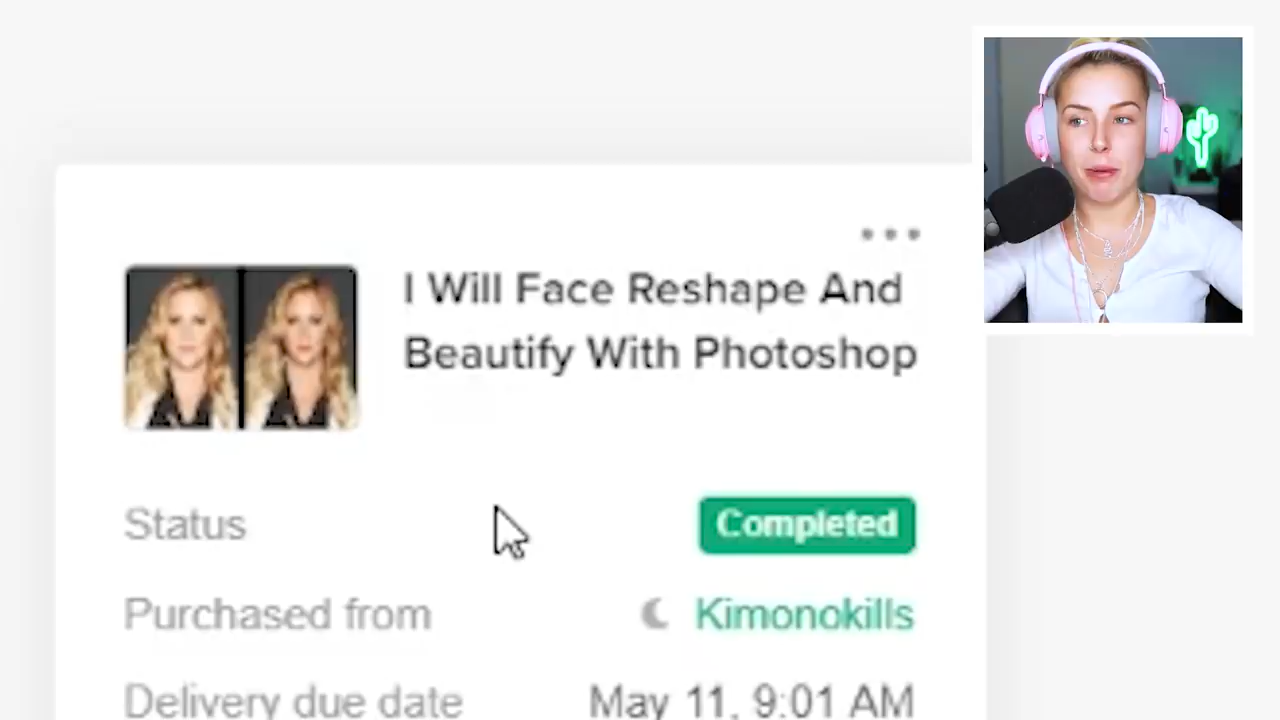 I Will Face Reshape And
Beautify With Photoshop
Status
Completed
Purchased from
Kimonokills
Delivery due date
May 11, 9:01 AM